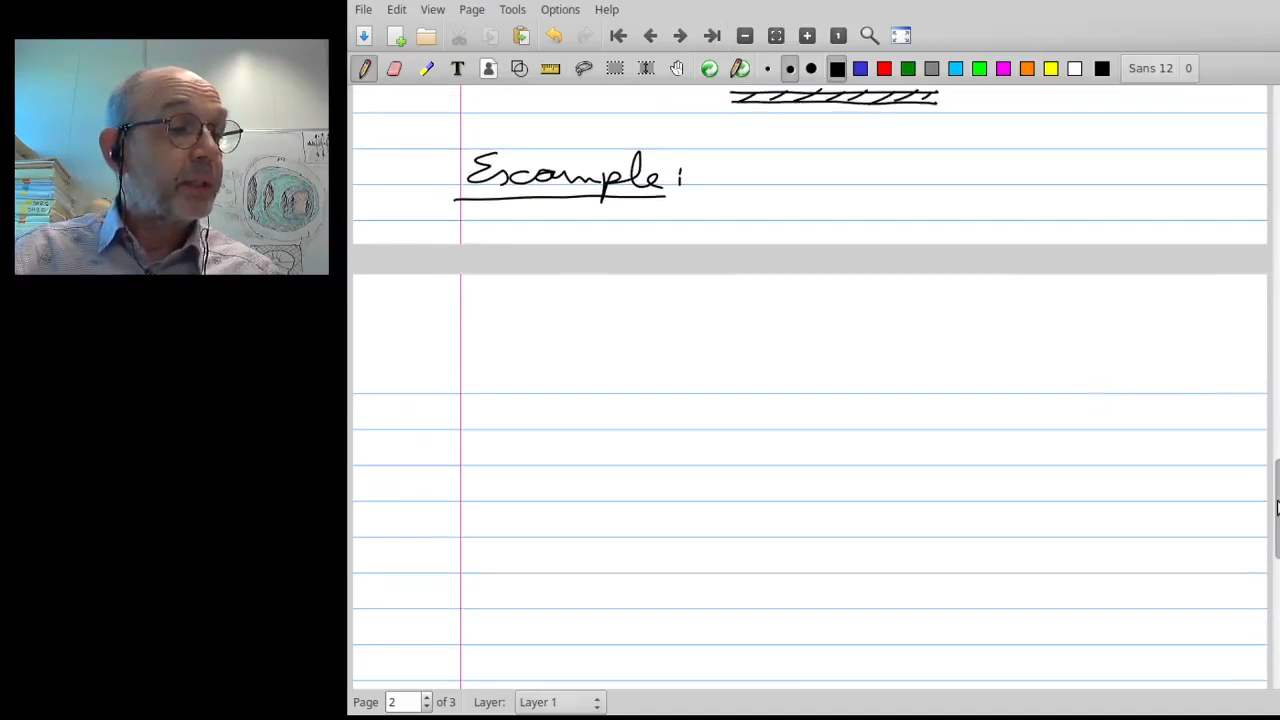 File Edit View Page Tools Options Help
Sans 12 0
Example :
Page 2 of 3 Layer: Layer 1